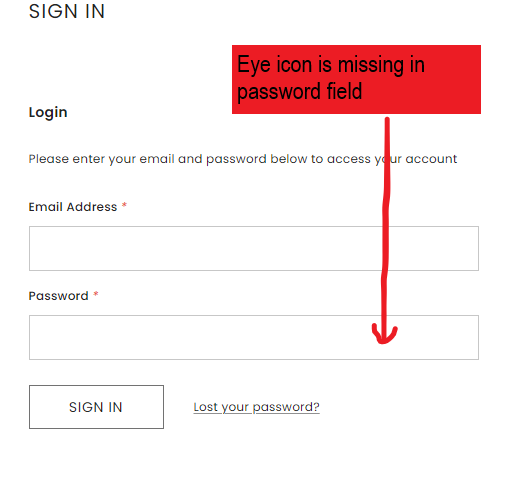 SIGN IN
Eye icon is missing in
password field
Login
Please enter your email and password below to access your account
Email Address *
Password *
SIGN IN
Lost your password?